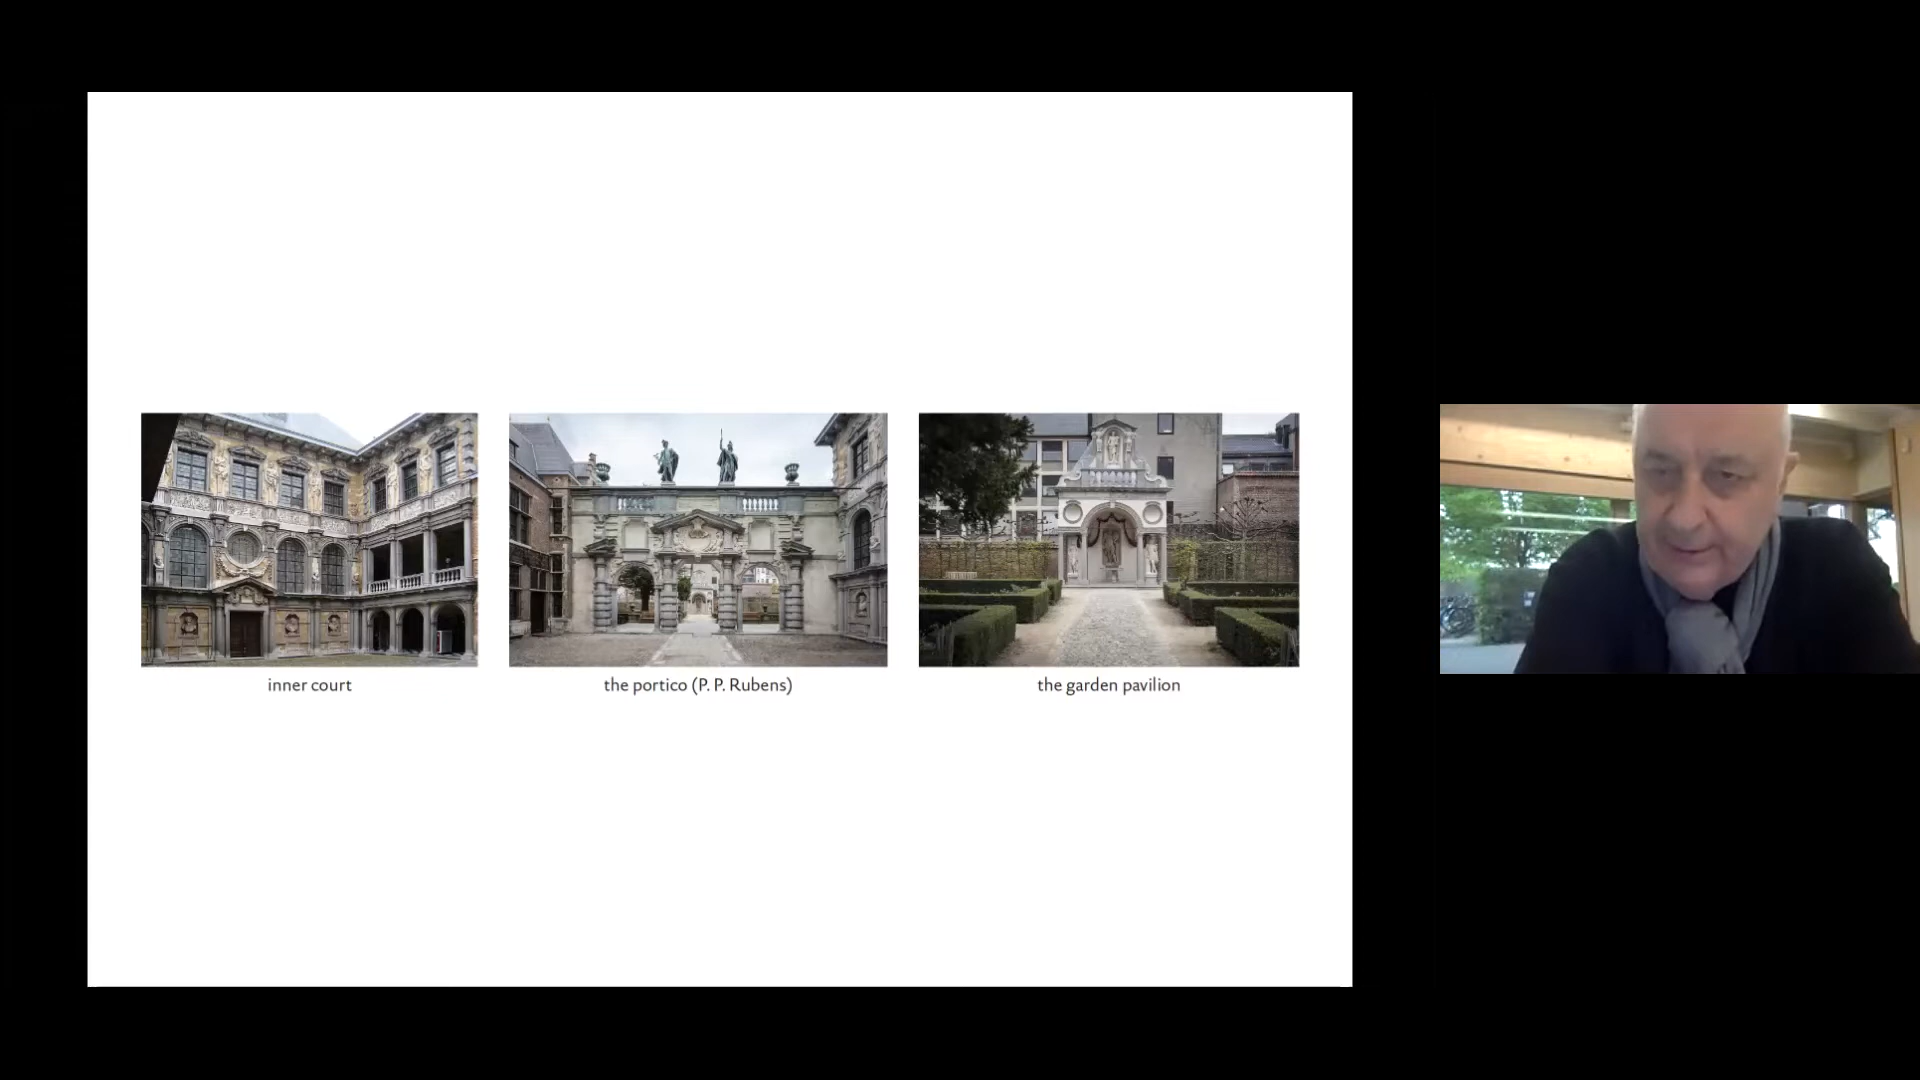 inner court
the portico (P. P. Rubens)
the garden pavilion